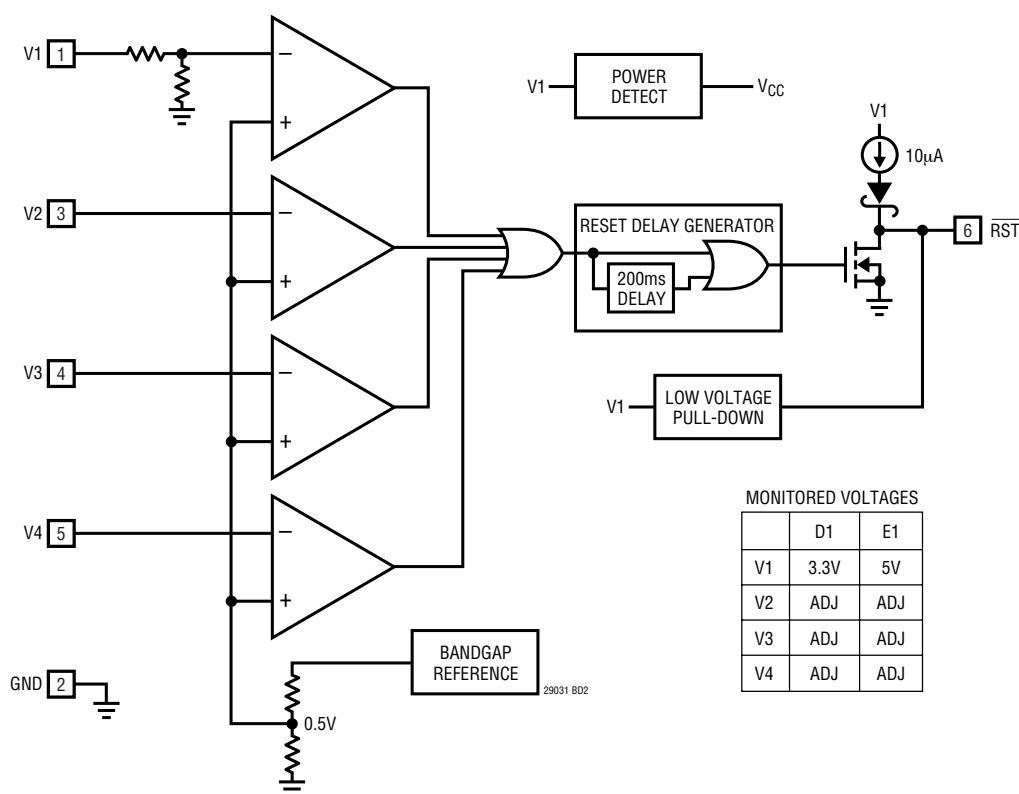 V1 1
−
+
POWER
DETECT
V1
VCC
V1
10μA
V2 3
−
+
RESET DELAY GENERATOR
200ms
DELAY
6 RST
V3 4
−
+
V1
LOW VOLTAGE
PULL-DOWN
V4 5
−
+
MONITORED VOLTAGES
D1 E1
V1 3.3V 5V
V2 ADJ ADJ
V3 ADJ ADJ
V4 ADJ ADJ
BANDGAP
REFERENCE
29031 BD2
GND 2
0.5V